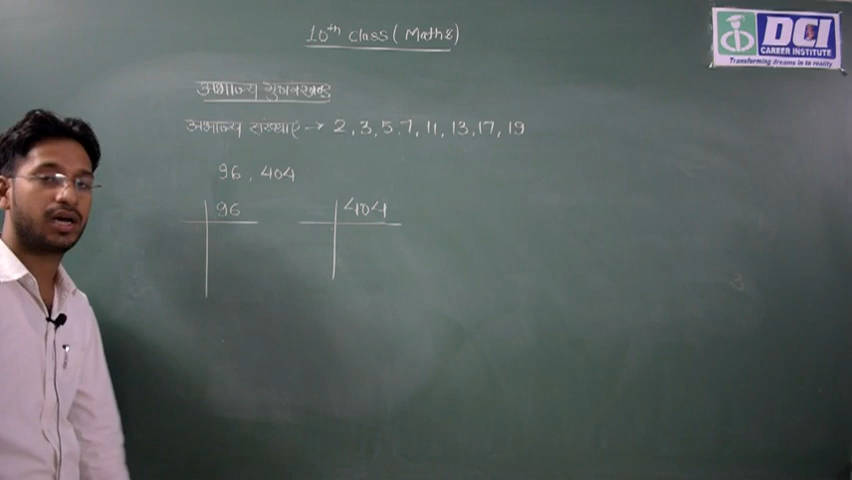 10th Class (Maths)
DCI
CAREER INSTITUTE
Transforming dreams in to reality
अभाज्य गुणनखण्ड
अभाज्य संख्याएं → 2, 3, 5, 7, 11, 13, 17, 19
96, 404
96 404